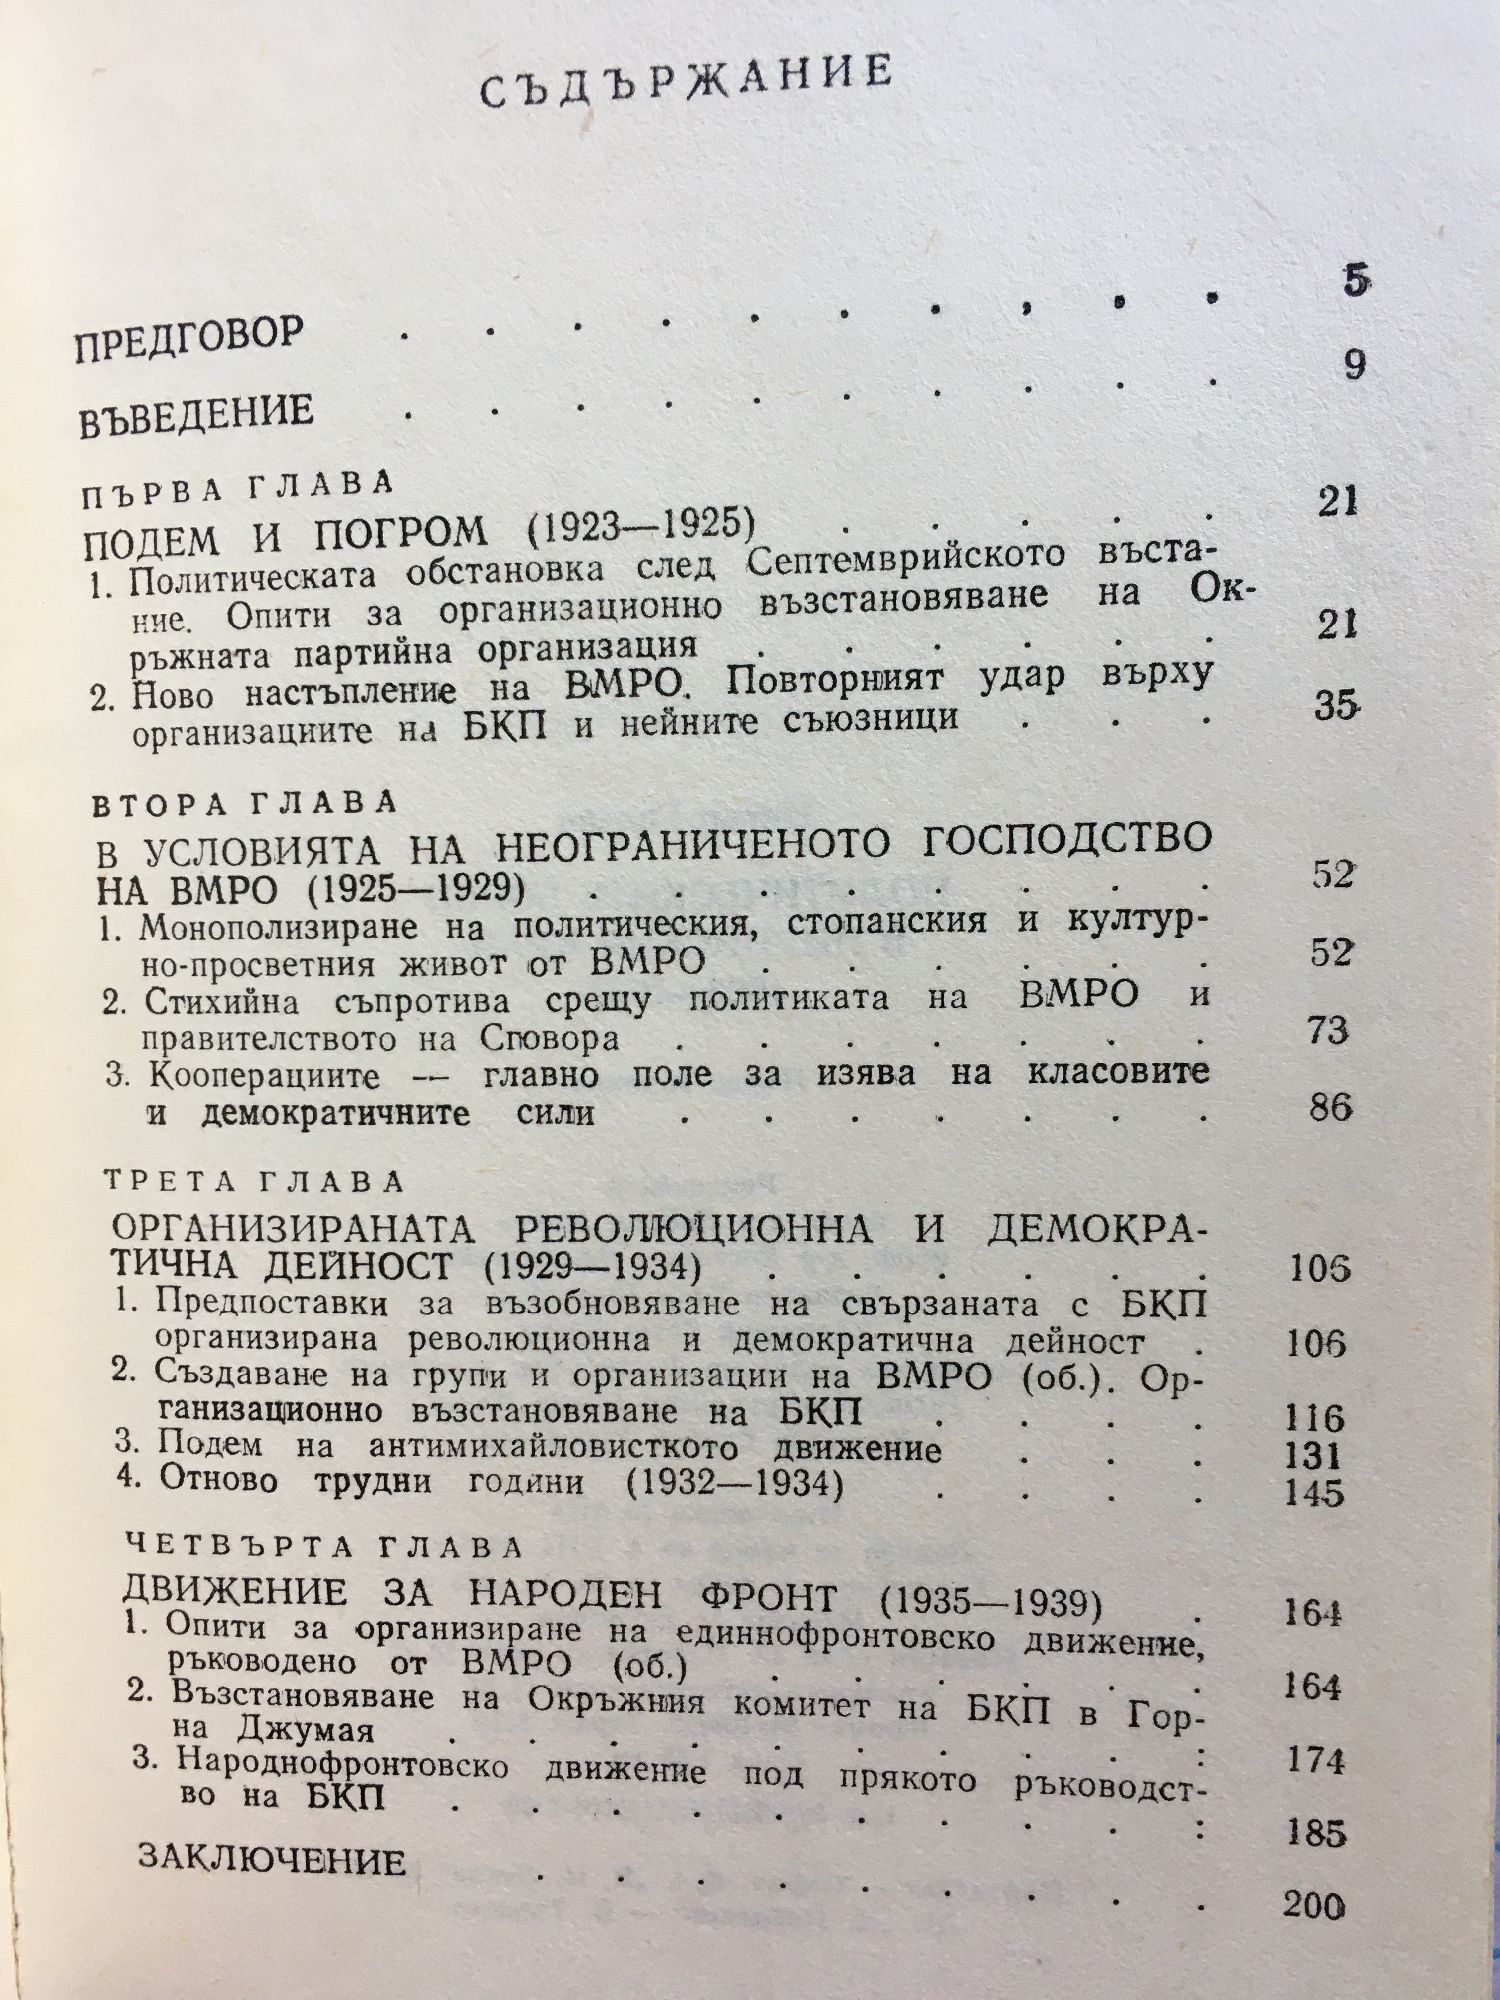 СЪДЪРЖАНИЕ
ПРЕДГОВОР . . . . . . . . . . 5
ВЪВЕДЕНИЕ . . . . . . . . . . 9
ПЪРВА ГЛАВА
ПОДЕМ И ПОГРОМ (1923—1925) . . . . . 21
1. Политическата обстановка след Септемврийското въста-
ние. Опити за организационно възстановяване на Ок-
ръжната партийна организация . . . . . . 21
2. Ново настъпление на ВМРО. Повторният удар върху
организациите на БКП и нейните съюзници . . . 35
ВТОРА ГЛАВА
В УСЛОВИЯТА НА НЕОГРАНИЧЕНОТО ГОСПОДСТВО
НА ВМРО (1925—1929) . . . . . . . . 52
1. Монополизиране на политическия, стопанския и култур-
но-просветния живот от ВМРО . . . . . . 52
2. Стихийна съпротива срещу политиката на ВМРО и
правителството на Сговора . . . . . . . 73
3. Кооперациите — главно поле за изява на класовите
и демократичните сили . . . . . . . 86
ТРЕТА ГЛАВА
ОРГАНИЗИРАНАТА РЕВОЛЮЦИОННА И ДЕМОКРА-
ТИЧНА ДЕЙНОСТ (1929—1934) . . . . . . 106
1. Предпоставки за възобновяване на свързаната с БКП
организирана революционна и демократична дейност . 106
2. Създаване на групи и организации на ВМРО (об.). Ор-
ганизационно възстановяване на БКП . . . . 116
3. Подем на антимихайловисткото движение . . . 131
4. Отново трудни години (1932—1934) . . . . 145
ЧЕТВЪРТА ГЛАВА
ДВИЖЕНИЕ ЗА НАРОДЕН ФРОНТ (1935—1939) . 164
1. Опити за организиране на единнофронтовско движение,
ръководено от ВМРО (об.) . . . . . . 164
2. Възстановяване на Окръжния комитет на БКП в Гор-
на Джумая . . . . . . . . . . 174
3. Народнофронтовско движение под прякото ръководст-
во на БКП . . . . . . . . . . 185
ЗАКЛЮЧЕНИЕ . . . . . . . . . 200